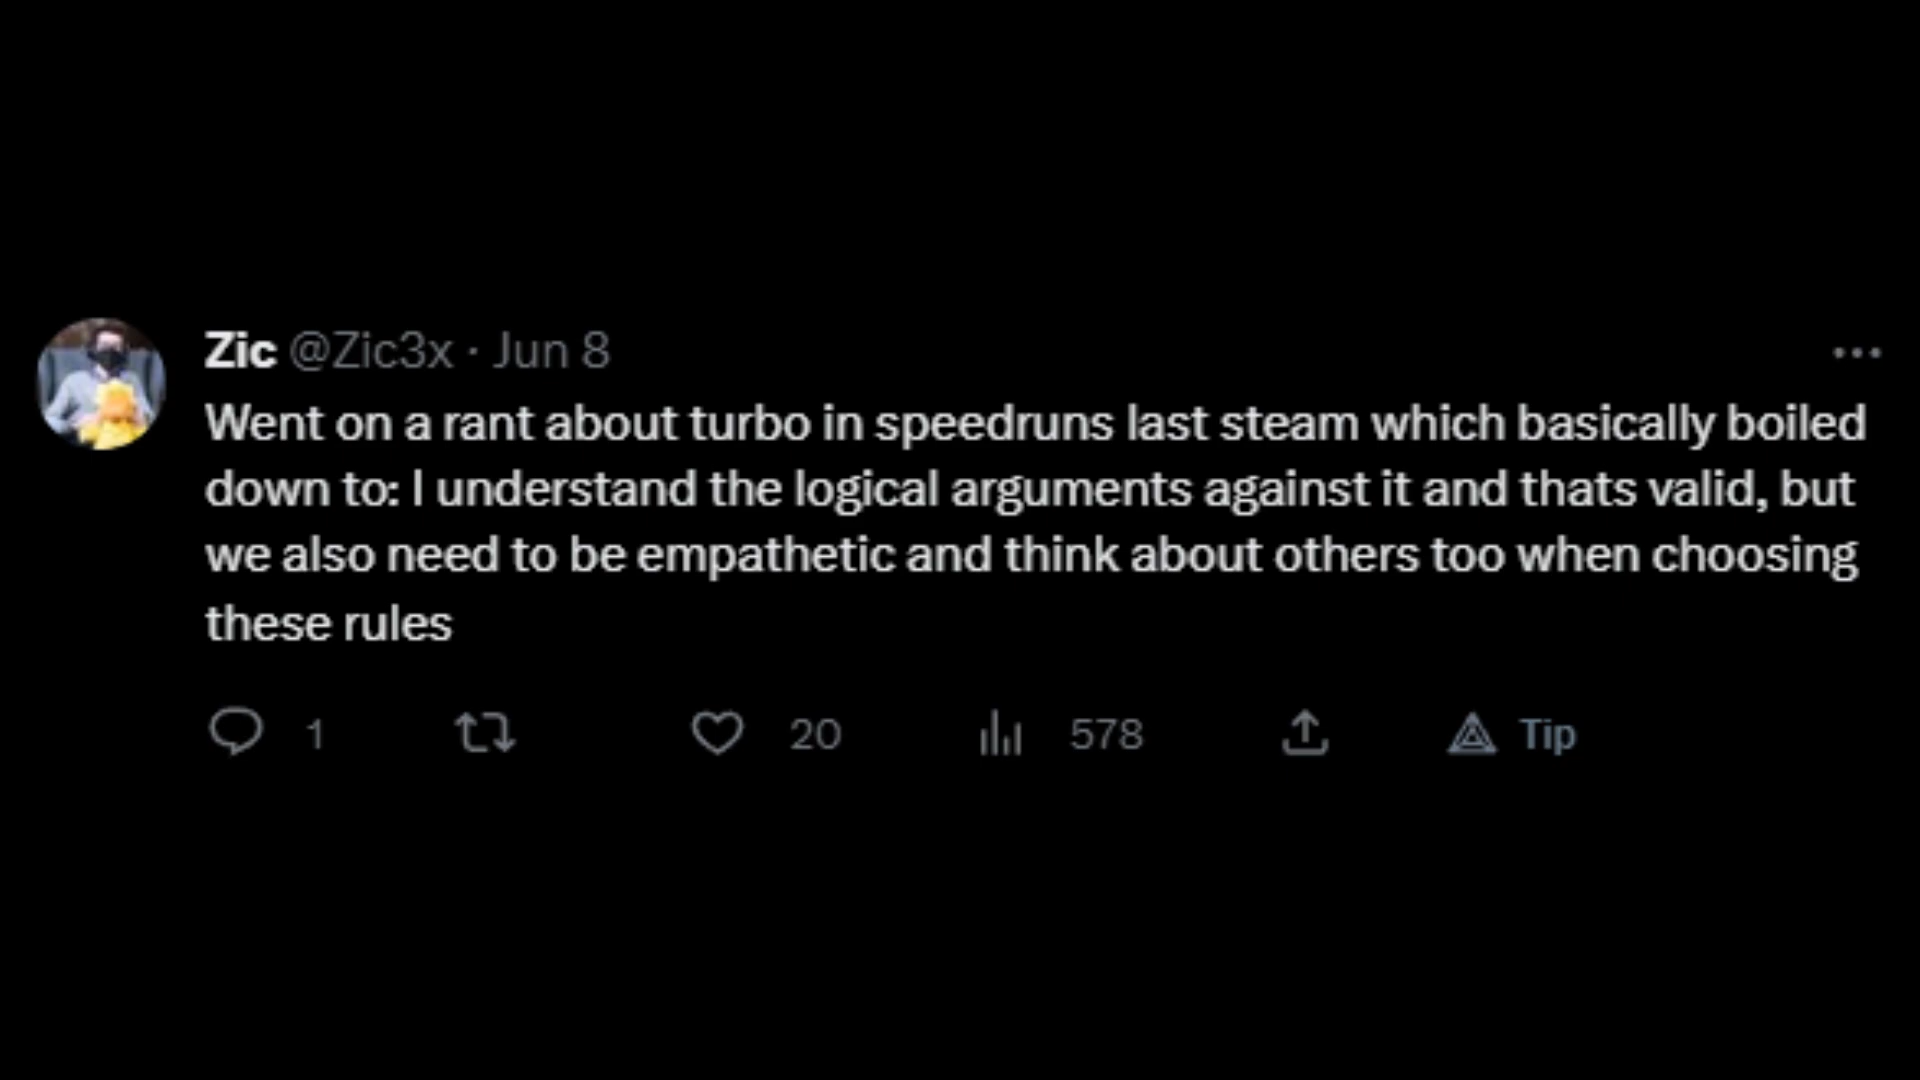 Zic @Zic3x · Jun 8
Went on a rant about turbo in speedruns last steam which basically boiled
down to: I understand the logical arguments against it and thats valid, but
we also need to be empathetic and think about others too when choosing
these rules
1 20 578 Tip